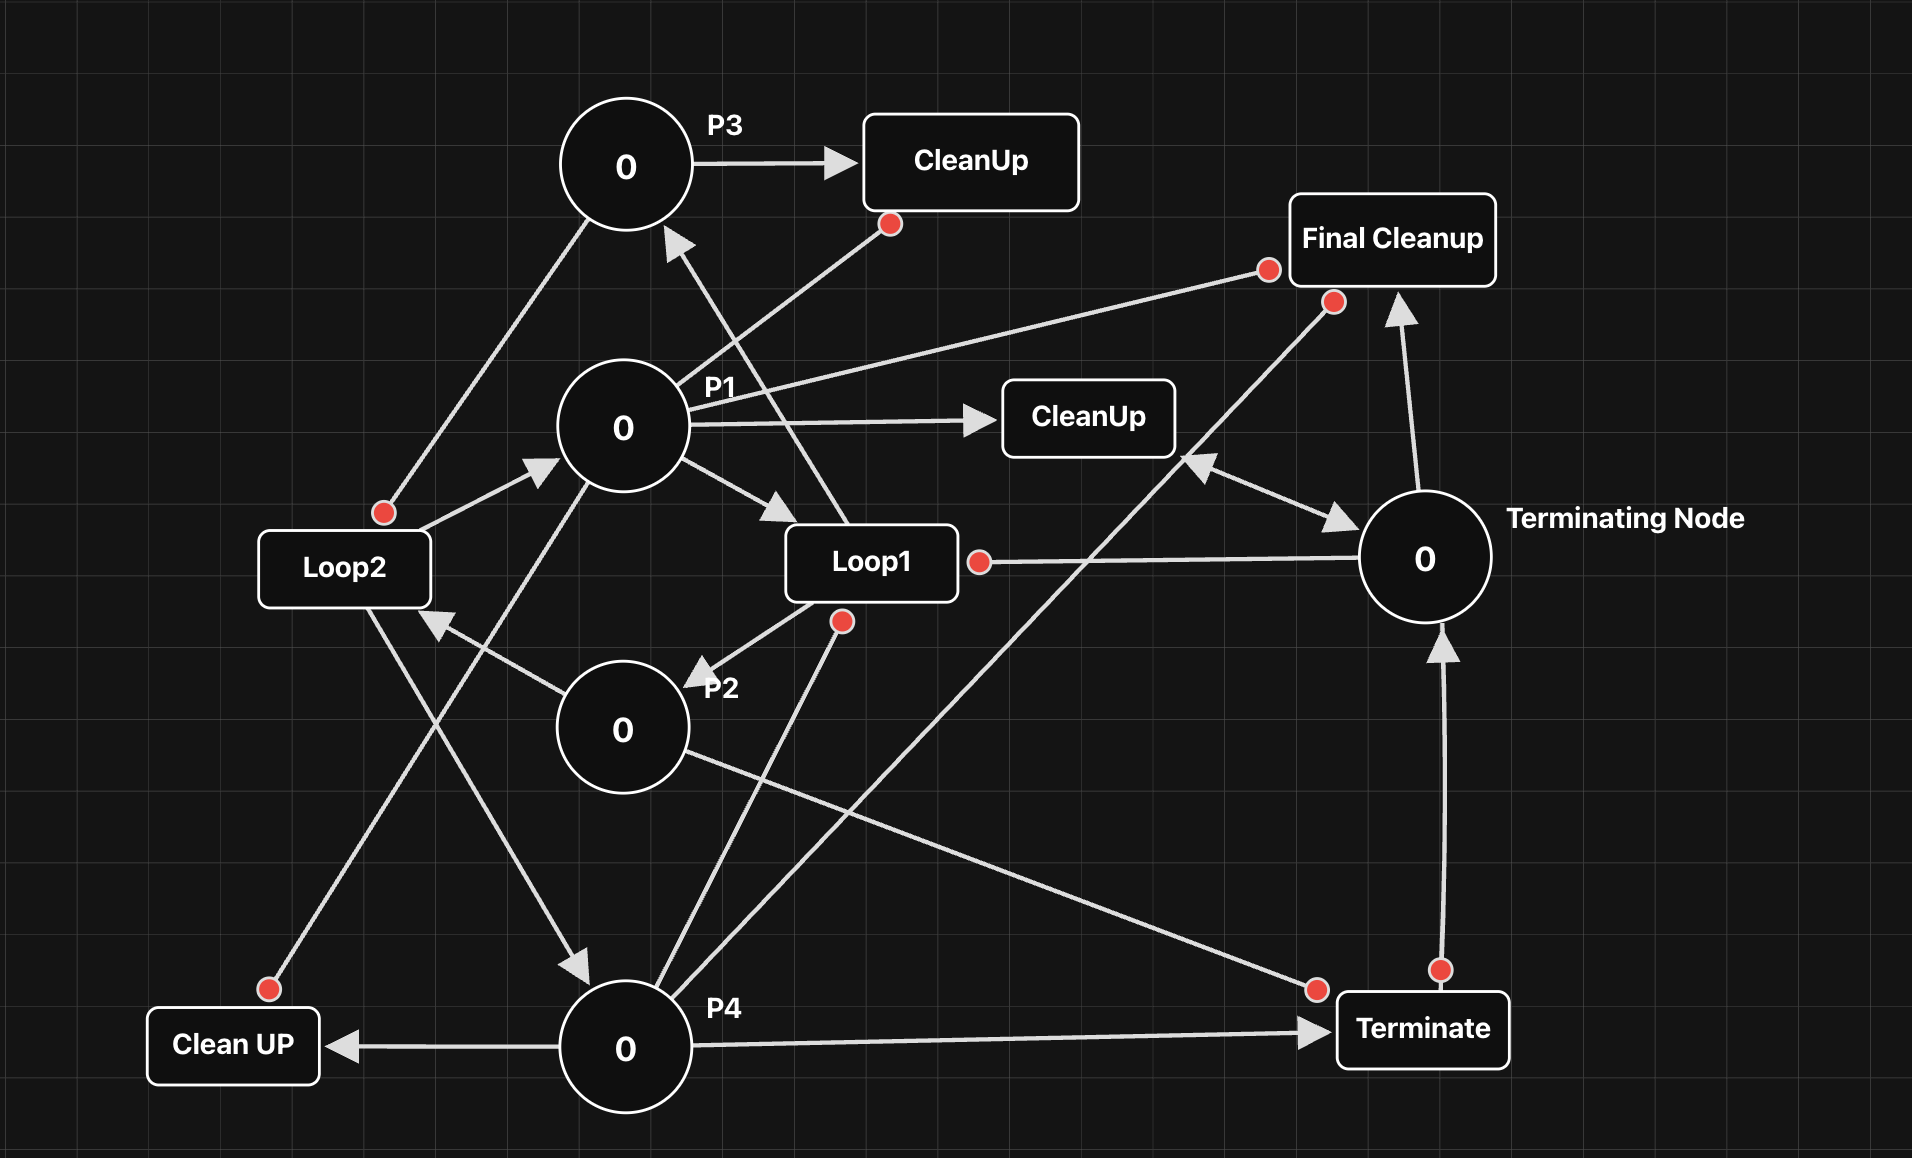 P3
0
CleanUp
Final Cleanup
P1
0
CleanUp
Terminating Node
0
Loop2
Loop1
P2
0
P4
0
Clean UP
Terminate